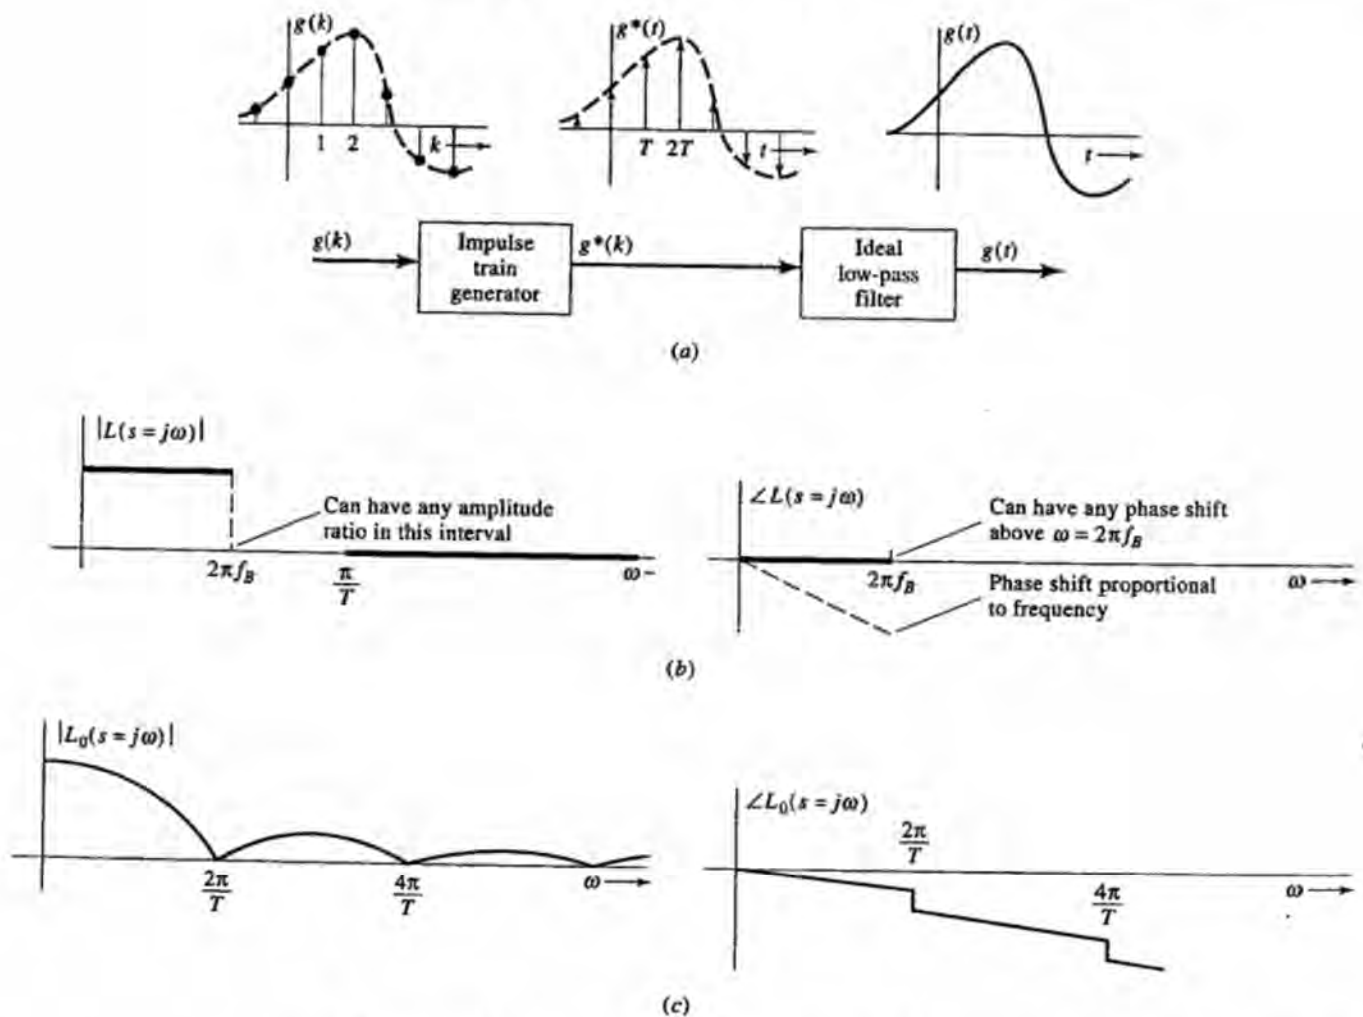 g(k)
1 2 k
g*(t)
T 2T t
g(t)
t
g(k)
Impulse
train
generator
g*(k)
Ideal
low-pass
filter
g(t)
(a)
|L(s = jω)|
Can have any amplitude
ratio in this interval
2πf_B
π/T
ω
∠L(s = jω)
Can have any phase shift
above ω = 2πf_B
2πf_B
ω
Phase shift proportional
to frequency
(b)
|L₀(s = jω)|
2π/T
4π/T
ω
∠L₀(s = jω)
2π/T
4π/T
ω
(c)